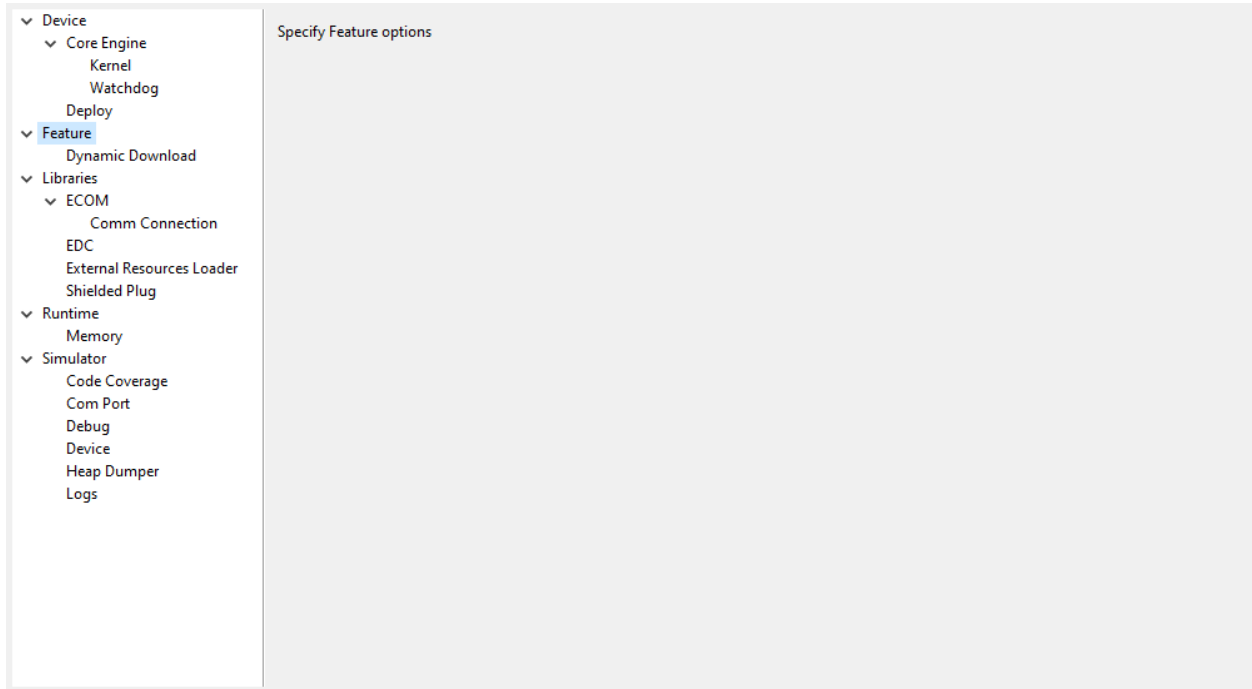 Device
Core Engine
Kernel
Watchdog
Deploy
Feature
Dynamic Download
Libraries
ECOM
Comm Connection
EDC
External Resources Loader
Shielded Plug
Runtime
Memory
Simulator
Code Coverage
Com Port
Debug
Device
Heap Dumper
Logs
Specify Feature options